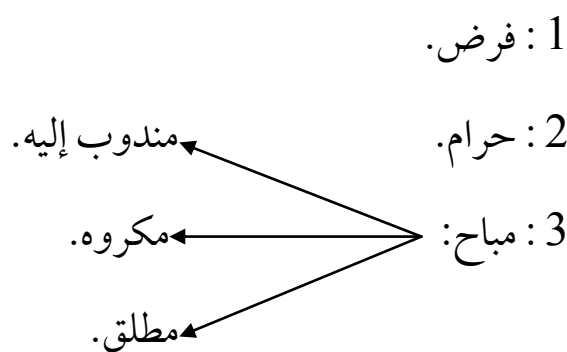 1 : فرض.
2 : حرام.
مندوب إليه.
3 : مباح:
مكروه.
مطلق.